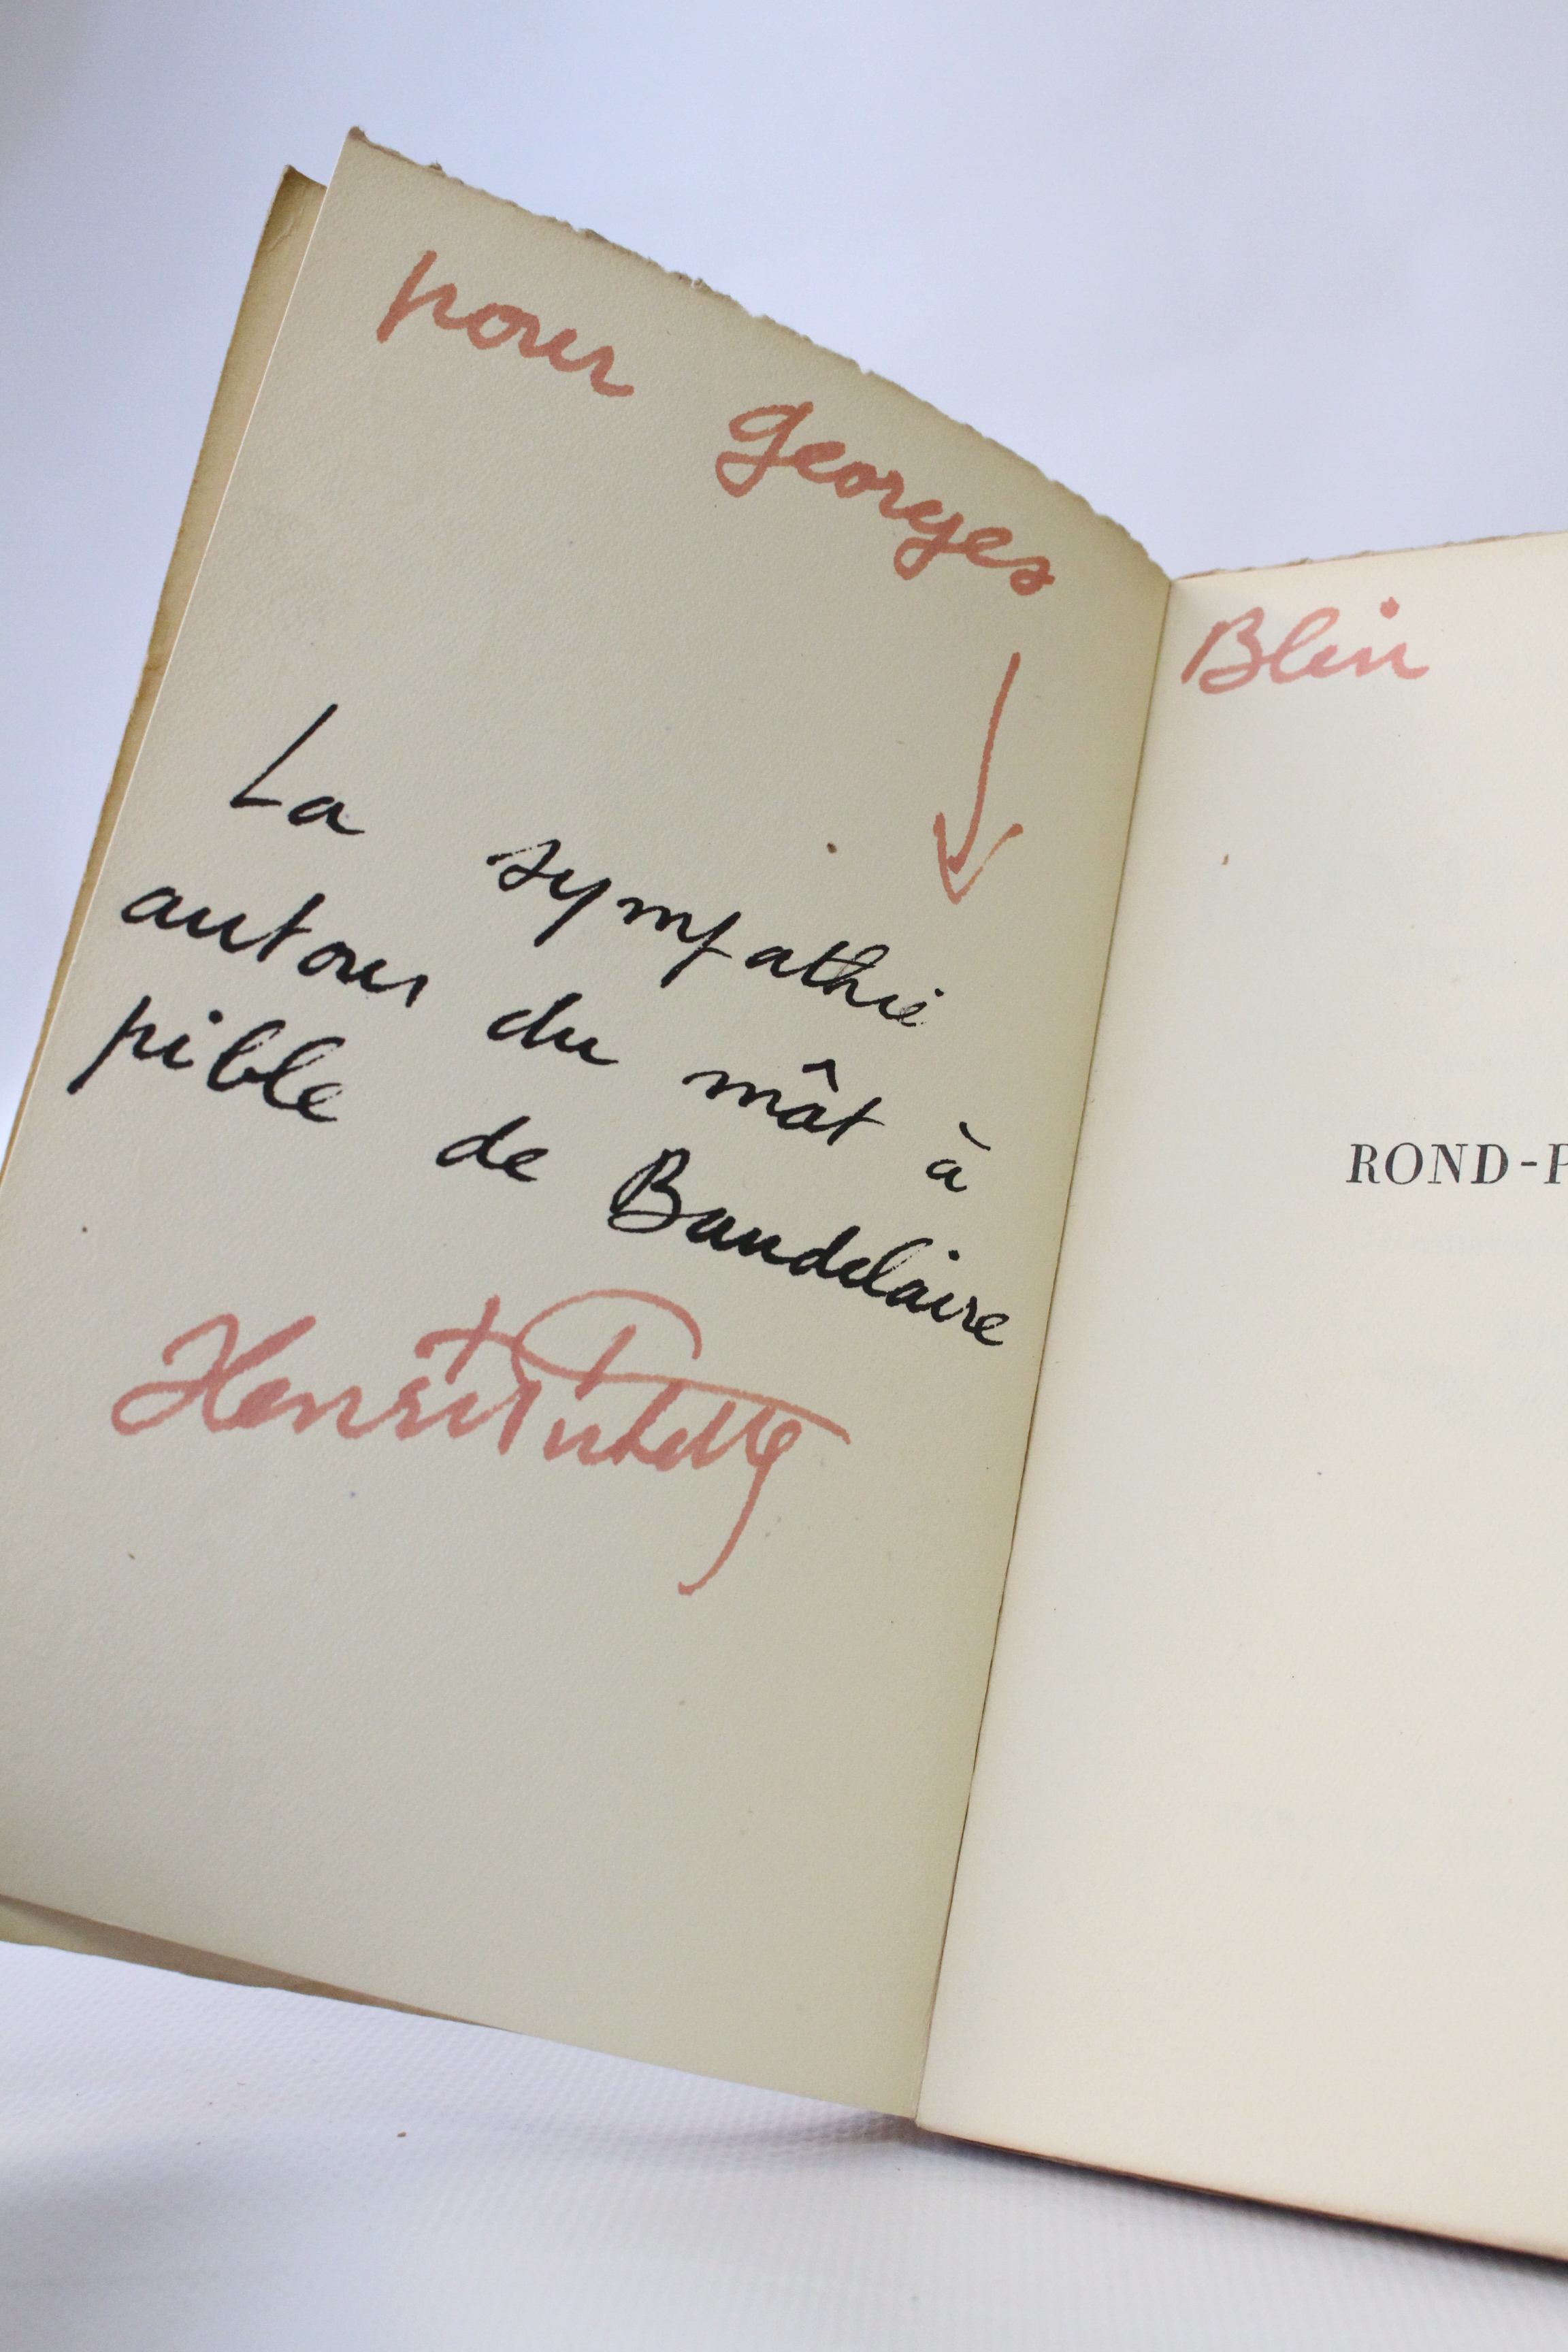 pour Georges
Blin
La sympathie
autour du mât à
pible de Baudelaire
Henri Pichette
ROND-P